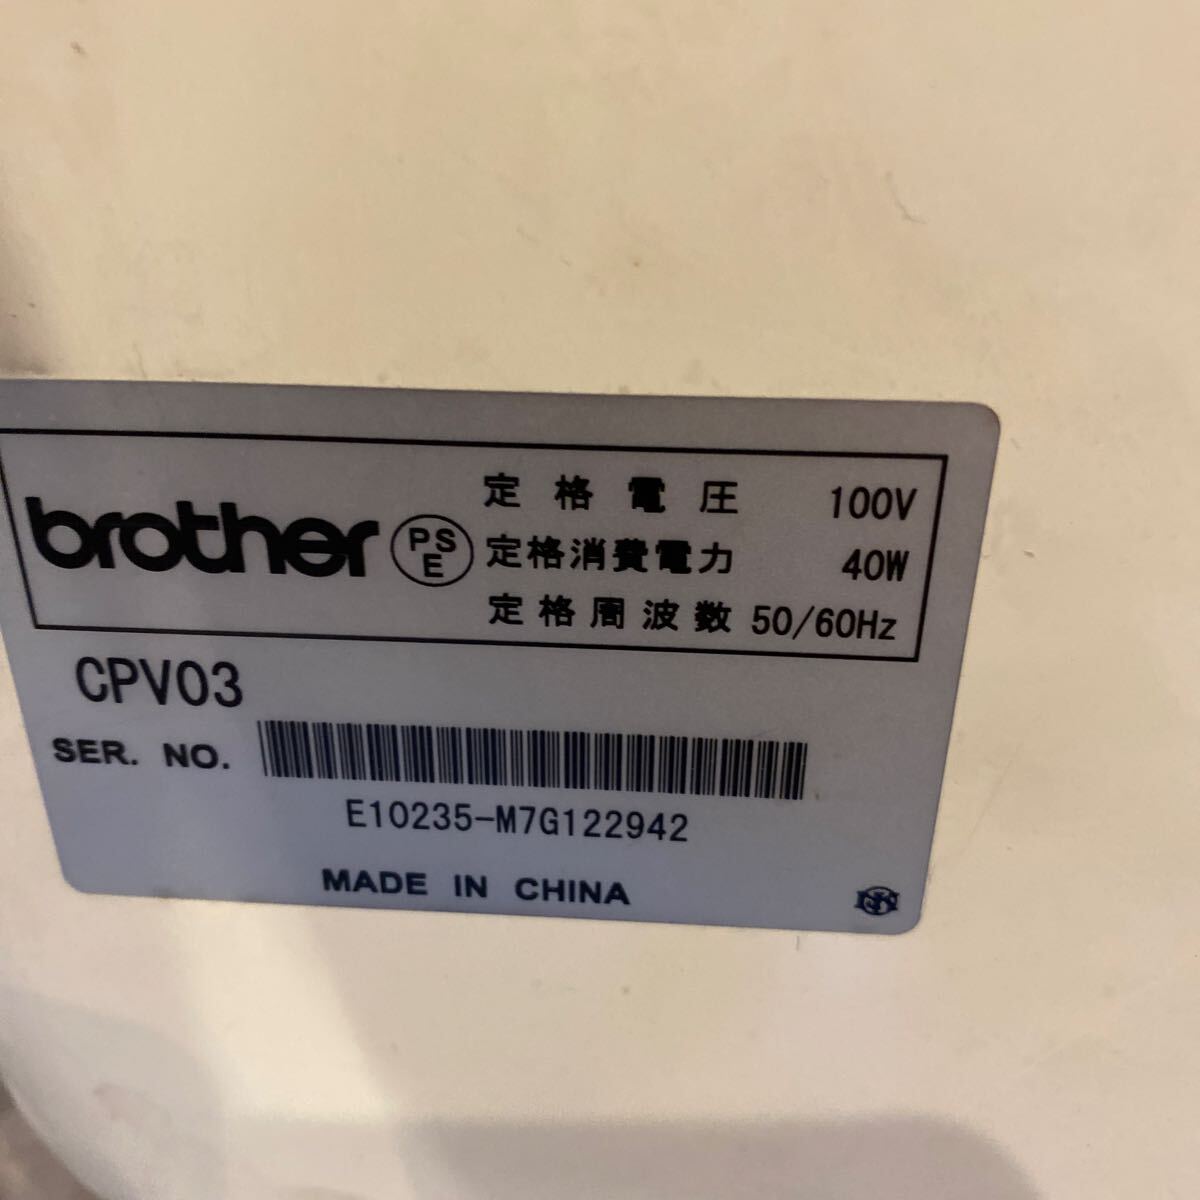 brother
PS
E
定格電圧 100V
定格消費電力 40W
定格周波数 50/60Hz
CPV03
SER. NO.
E10235-M7G122942
MADE IN CHINA